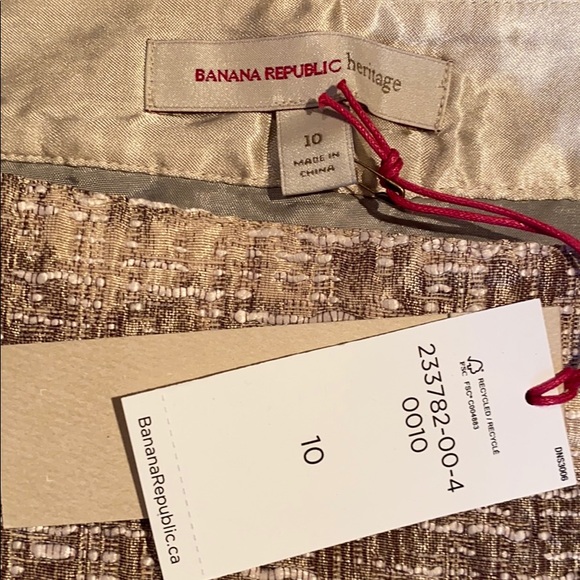 BANANA REPUBLIC heritage
10
MADE IN
CHINA
RECYCLED / RECYCLÉ
FSC FSC® C004883
233782-00-4
0010
10
BananaRepublic.ca
DNS3006